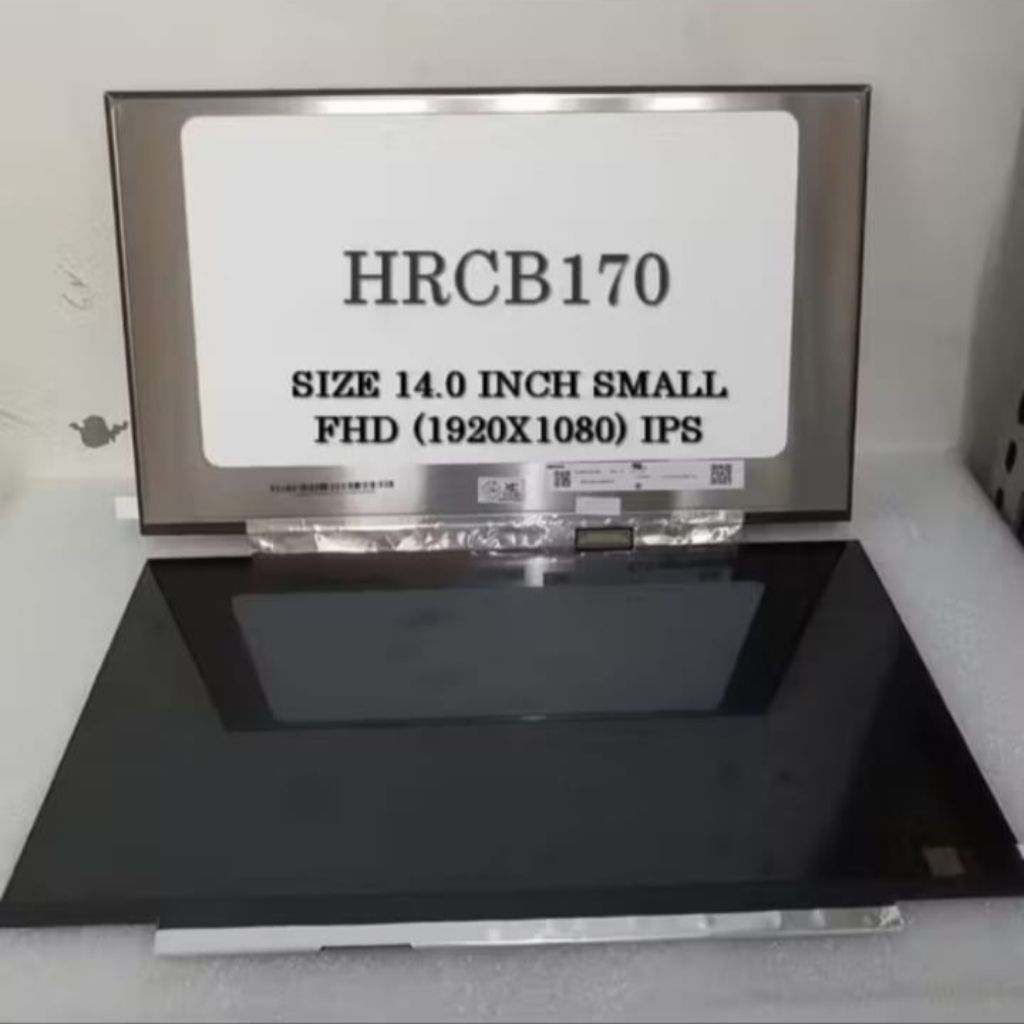 HRCB170
SIZE 14.0 INCH SMALL
FHD (1920X1080) IPS